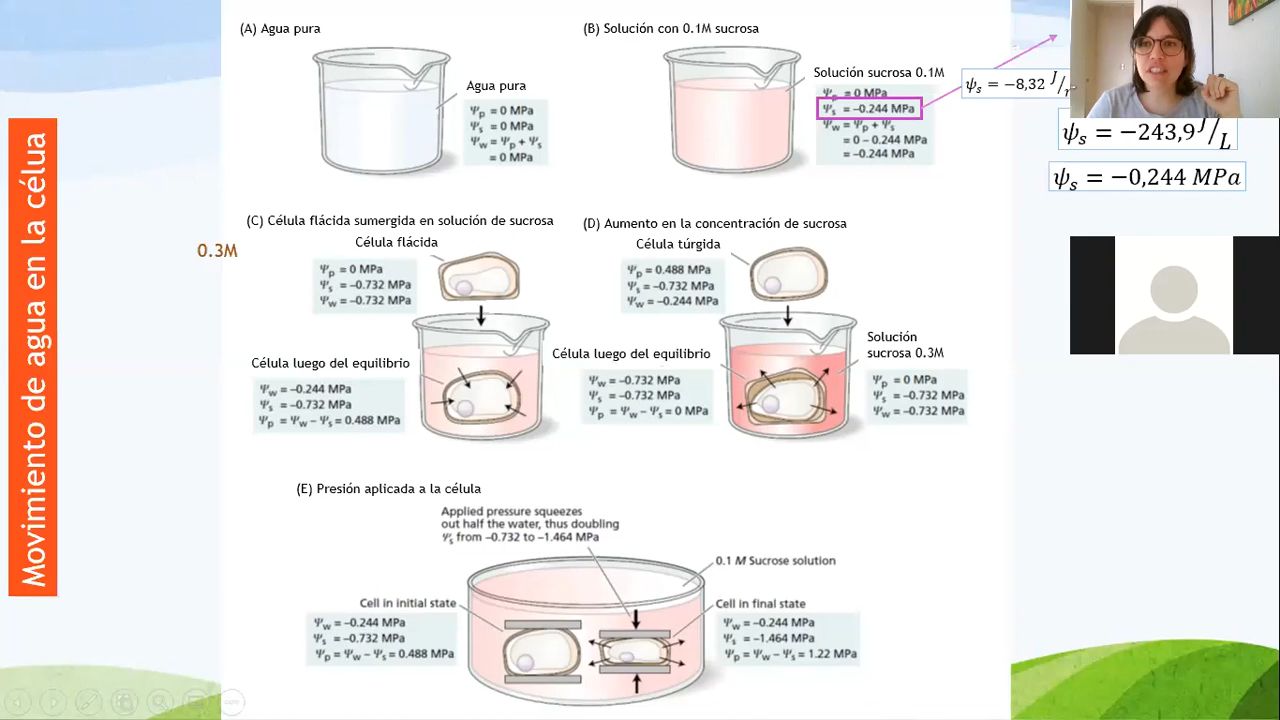 Movimiento de agua en la célua
(A) Agua pura
Agua pura
Ψp = 0 MPa
Ψs = 0 MPa
Ψw = Ψp + Ψs
= 0 MPa
(B) Solución con 0.1M sucrosa
Solución sucrosa 0.1M
Ψp = 0 MPa
Ψs = −0.244 MPa
Ψw = Ψp + Ψs
= 0 − 0.244 MPa
= −0.244 MPa
ψs = −8,32 J/
ψs = −243,9 J/L
ψs = −0,244 MPa
(C) Célula flácida sumergida en solución de sucrosa
0.3M
Célula flácida
Ψp = 0 MPa
Ψs = −0.732 MPa
Ψw = −0.732 MPa
Célula luego del equilibrio
Ψw = −0.244 MPa
Ψs = −0.732 MPa
Ψp = Ψw − Ψs = 0.488 MPa
(D) Aumento en la concentración de sucrosa
Célula túrgida
Ψp = 0.488 MPa
Ψs = −0.732 MPa
Ψw = −0.244 MPa
Célula luego del equilibrio
Ψw = −0.732 MPa
Ψs = −0.732 MPa
Ψp = Ψw − Ψs = 0 MPa
Solución
sucrosa 0.3M
Ψp = 0 MPa
Ψs = −0.732 MPa
Ψw = −0.732 MPa
(E) Presión aplicada a la célula
Applied pressure squeezes
out half the water, thus doubling
Ψs from −0.732 to −1.464 MPa
0.1 M Sucrose solution
Cell in initial state
Ψw = −0.244 MPa
Ψs = −0.732 MPa
Ψp = Ψw − Ψs = 0.488 MPa
Cell in final state
Ψw = −0.244 MPa
Ψs = −1.464 MPa
Ψp = Ψw − Ψs = 1.22 MPa